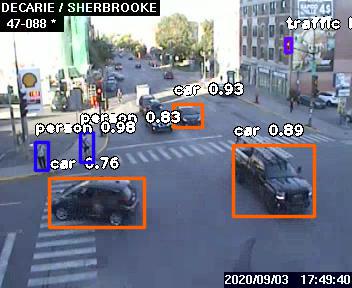 DECARIE / SHERBROOKE
47-088 *
traffic
car 0.93
person 0.83
person 0.98
car 0.89
car 0.76
2020/09/03 17:49:40